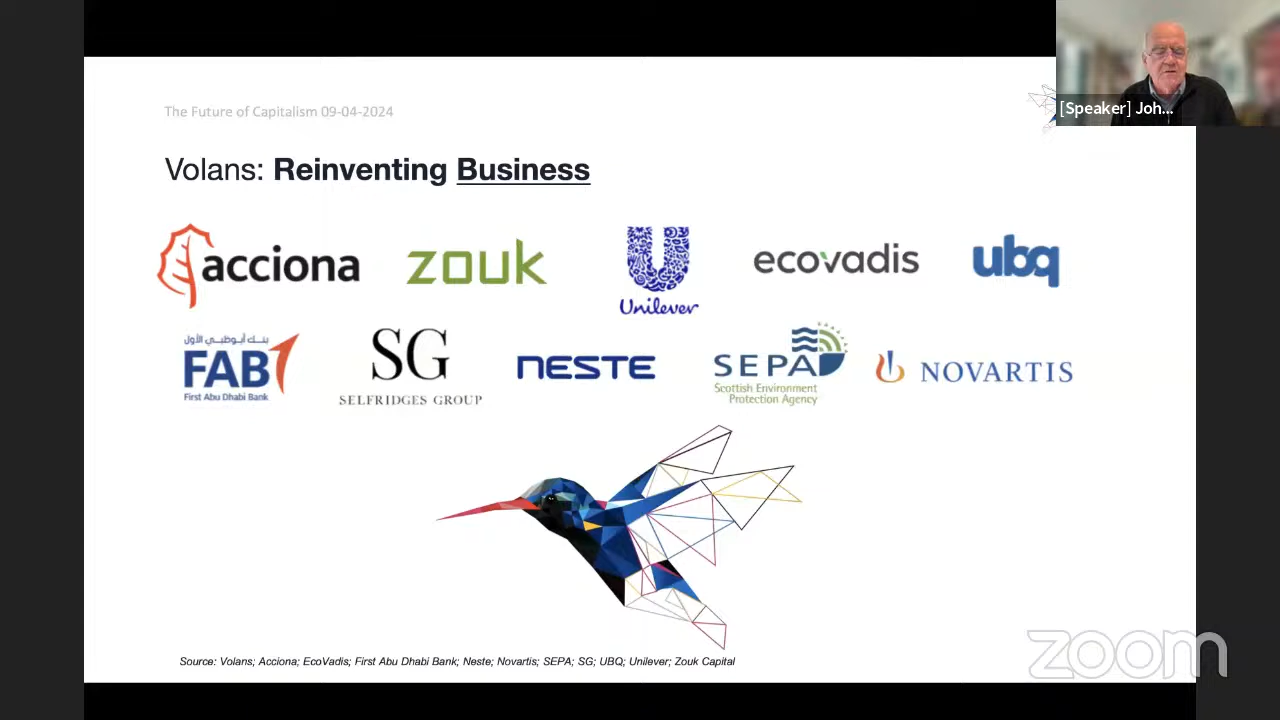 The Future of Capitalism 09-04-2024
[Speaker] Joh...
Volans: Reinventing Business
acciona
zouk
Unilever
ecovadis
ubq
بنك أبوظبي الأول
FAB
First Abu Dhabi Bank
SG
SELFRIDGES GROUP
NESTE
SEPA
Scottish Environment
Protection Agency
NOVARTIS
Source: Volans; Acciona; EcoVadis; First Abu Dhabi Bank; Neste; Novartis; SEPA; SG; UBQ; Unilever; Zouk Capital
zoom